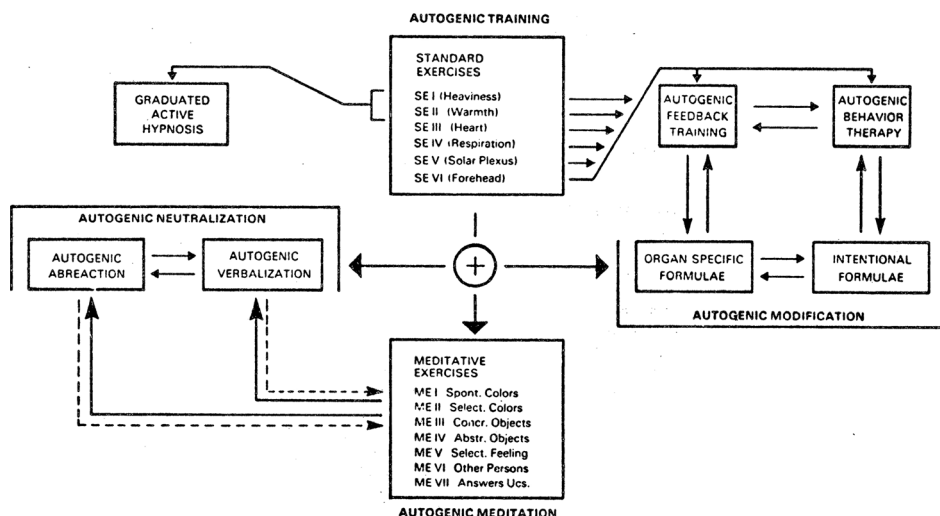 AUTOGENIC TRAINING
STANDARD
EXERCISES
SE I (Heaviness)
SE II (Warmth)
SE III (Heart)
SE IV (Respiration)
SE V (Solar Plexus)
SE VI (Forehead)
GRADUATED
ACTIVE
HYPNOSIS
AUTOGENIC
FEEDBACK
TRAINING
AUTOGENIC
BEHAVIOR
THERAPY
AUTOGENIC NEUTRALIZATION
AUTOGENIC
ABREACTION
AUTOGENIC
VERBALIZATION
ORGAN SPECIFIC
FORMULAE
INTENTIONAL
FORMULAE
AUTOGENIC MODIFICATION
MEDITATIVE
EXERCISES
ME I Spont. Colors
ME II Select. Colors
ME III Concr. Objects
ME IV Abstr. Objects
ME V Select. Feeling
ME VI Other Persons
ME VII Answers Ucs.
AUTOGENIC MEDITATION